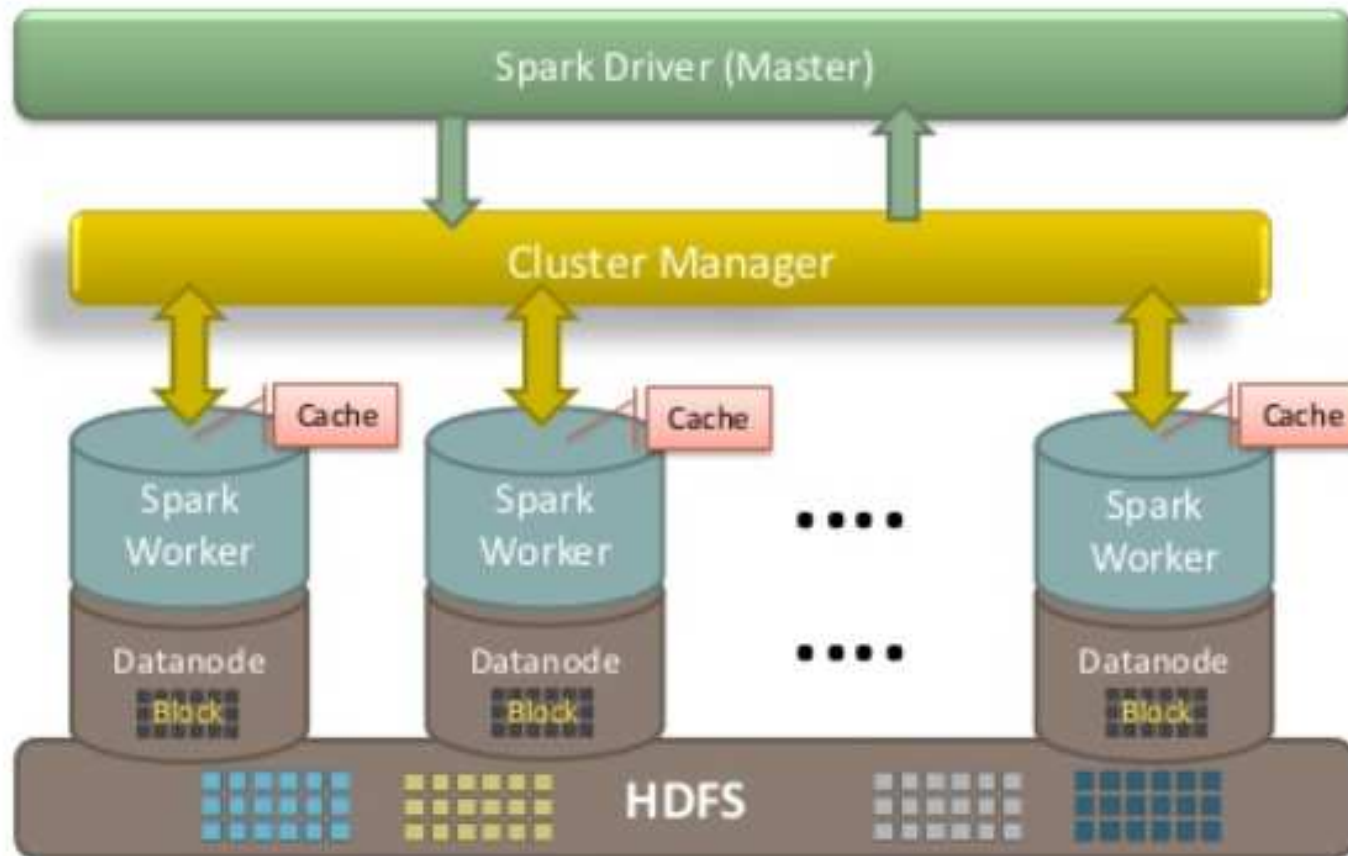 Spark Driver (Master)
Cluster Manager
Cache
Cache
Cache
Spark
Worker
Spark
Worker
Spark
Worker
Datanode
Block
Datanode
Block
Datanode
Block
HDFS